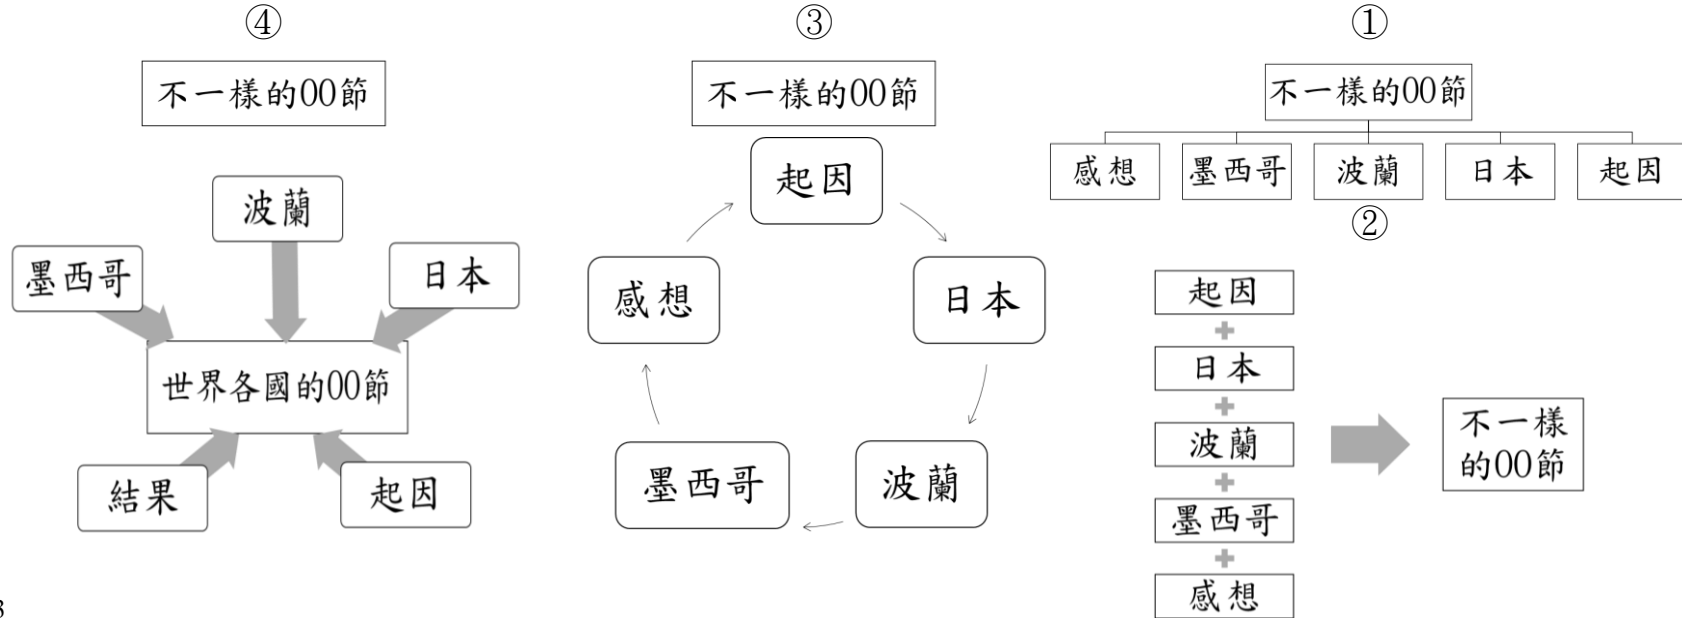 ①
不一樣的00節
起因
日本
波蘭
墨西哥
感想
②
起因
日本
波蘭
墨西哥
感想
不一樣
的00節
③
不一樣的00節
起因
日本
波蘭
墨西哥
感想
④
不一樣的00節
波蘭
墨西哥
日本
世界各國的00節
結果
起因